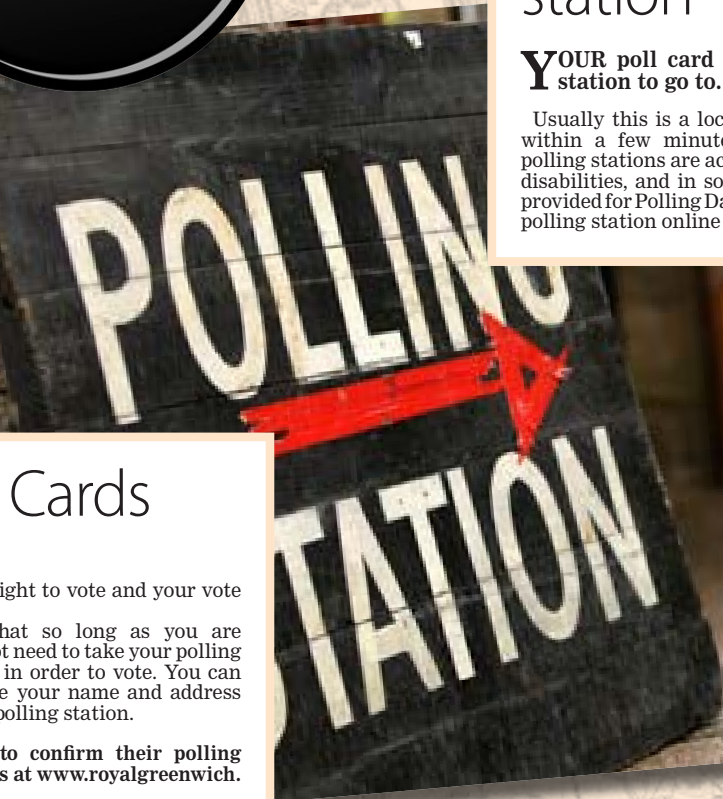 station
YOUR poll card
station to go to.
Usually this is a loc
within a few minut
polling stations are a
disabilities, and in so
provided for Polling Da
polling station online
POLLING
STATION
Cards
ight to vote and your vote
hat so long as you are
ot need to take your polling
in order to vote. You can
e your name and address
polling station.
to confirm their polling
s at www.royalgreenwich.